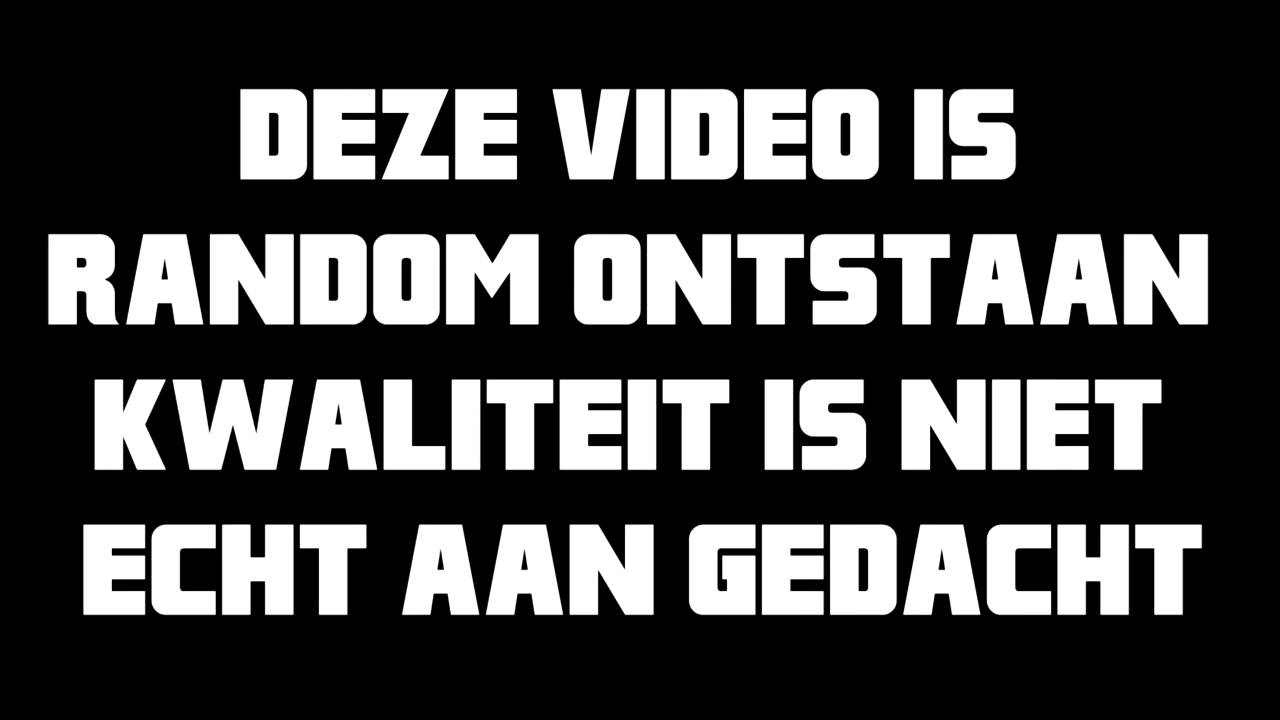 DEZE VIDEO IS
RANDOM ONTSTAAN
KWALITEIT IS NIET
ECHT AAN GEDACHT